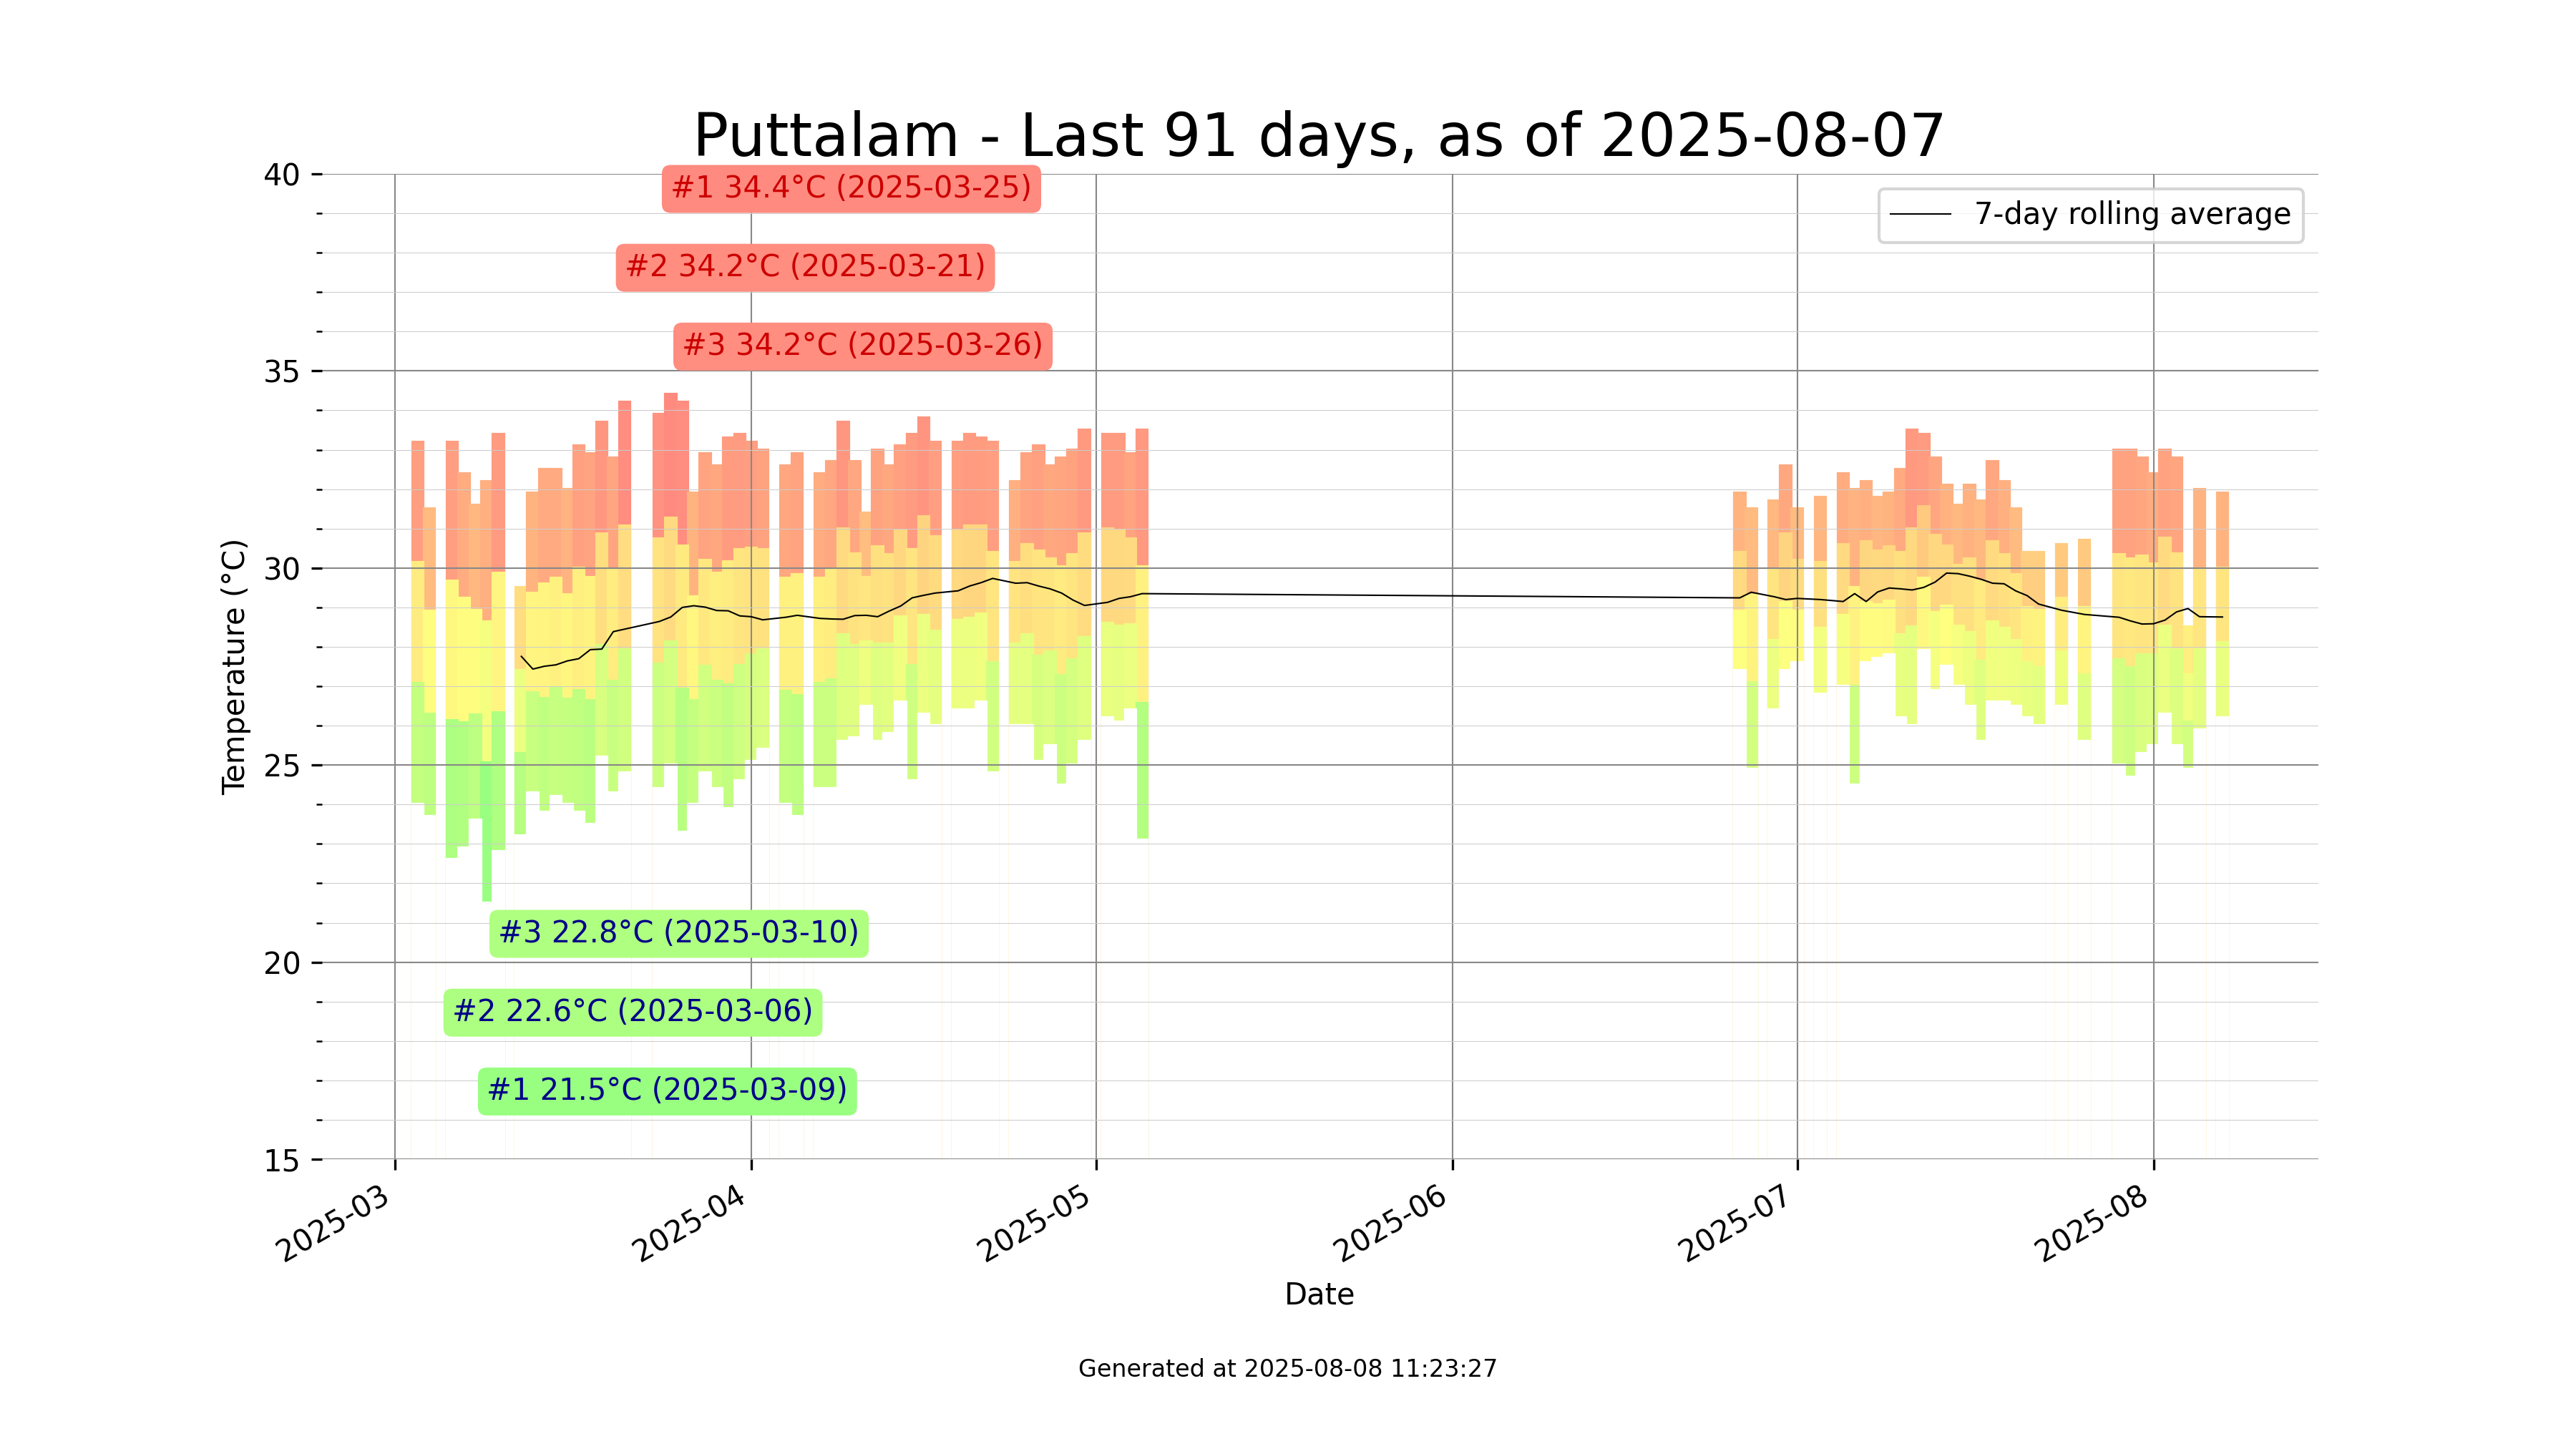 Puttalam - Last 91 days, as of 2025-08-07
40
#1 34.4°C (2025-03-25)
7-day rolling average
#2 34.2°C (2025-03-21)
#3 34.2°C (2025-03-26)
35
30
Temperature (°C)
25
#3 22.8°C (2025-03-10)
20
#2 22.6°C (2025-03-06)
#1 21.5°C (2025-03-09)
15
2025-03
2025-04
2025-05
2025-06
2025-07
2025-08
Date
Generated at 2025-08-08 11:23:27